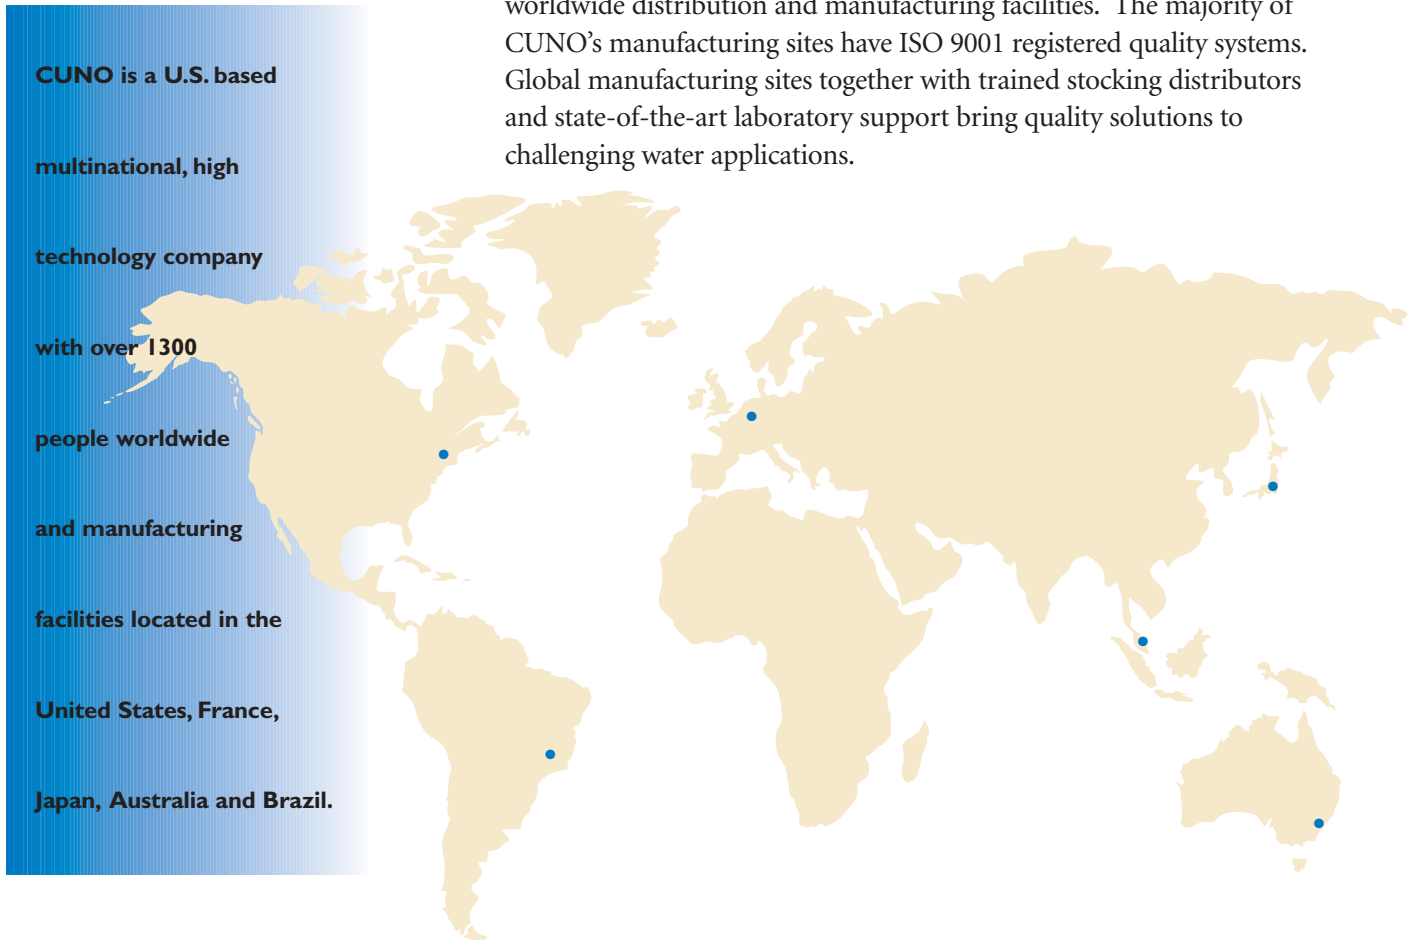 worldwide distribution and manufacturing facilities. The majority of
CUNO’s manufacturing sites have ISO 9001 registered quality systems.
Global manufacturing sites together with trained stocking distributors
and state-of-the-art laboratory support bring quality solutions to
challenging water applications.
CUNO is a U.S. based
multinational, high
technology company
with over 1300
people worldwide
and manufacturing
facilities located in the
United States, France,
Japan, Australia and Brazil.